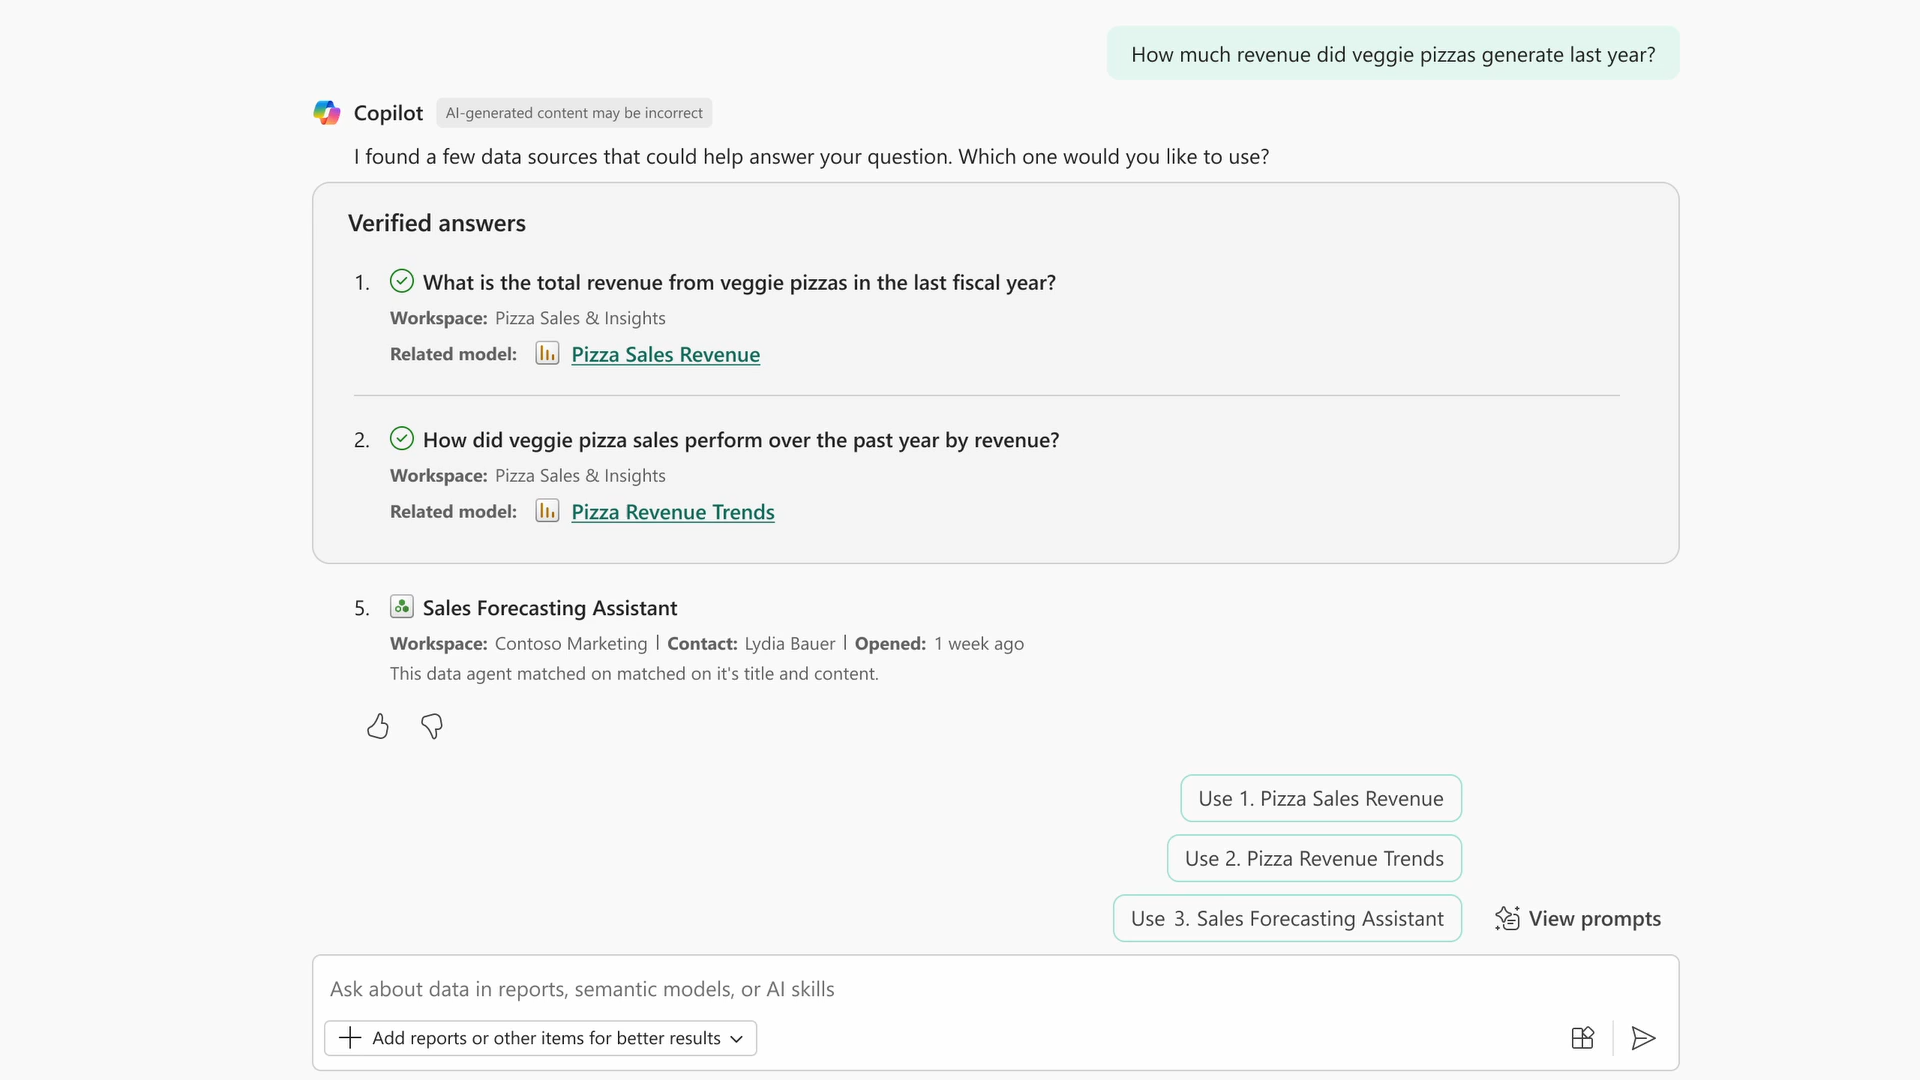 How much revenue did veggie pizzas generate last year?
Copilot AI-generated content may be incorrect
I found a few data sources that could help answer your question. Which one would you like to use?
Verified answers
1. What is the total revenue from veggie pizzas in the last fiscal year?
Workspace: Pizza Sales & Insights
Related model: Pizza Sales Revenue
2. How did veggie pizza sales perform over the past year by revenue?
Workspace: Pizza Sales & Insights
Related model: Pizza Revenue Trends
5. Sales Forecasting Assistant
Workspace: Contoso Marketing | Contact: Lydia Bauer | Opened: 1 week ago
This data agent matched on matched on it's title and content.
Use 1. Pizza Sales Revenue
Use 2. Pizza Revenue Trends
Use 3. Sales Forecasting Assistant View prompts
Ask about data in reports, semantic models, or AI skills
Add reports or other items for better results